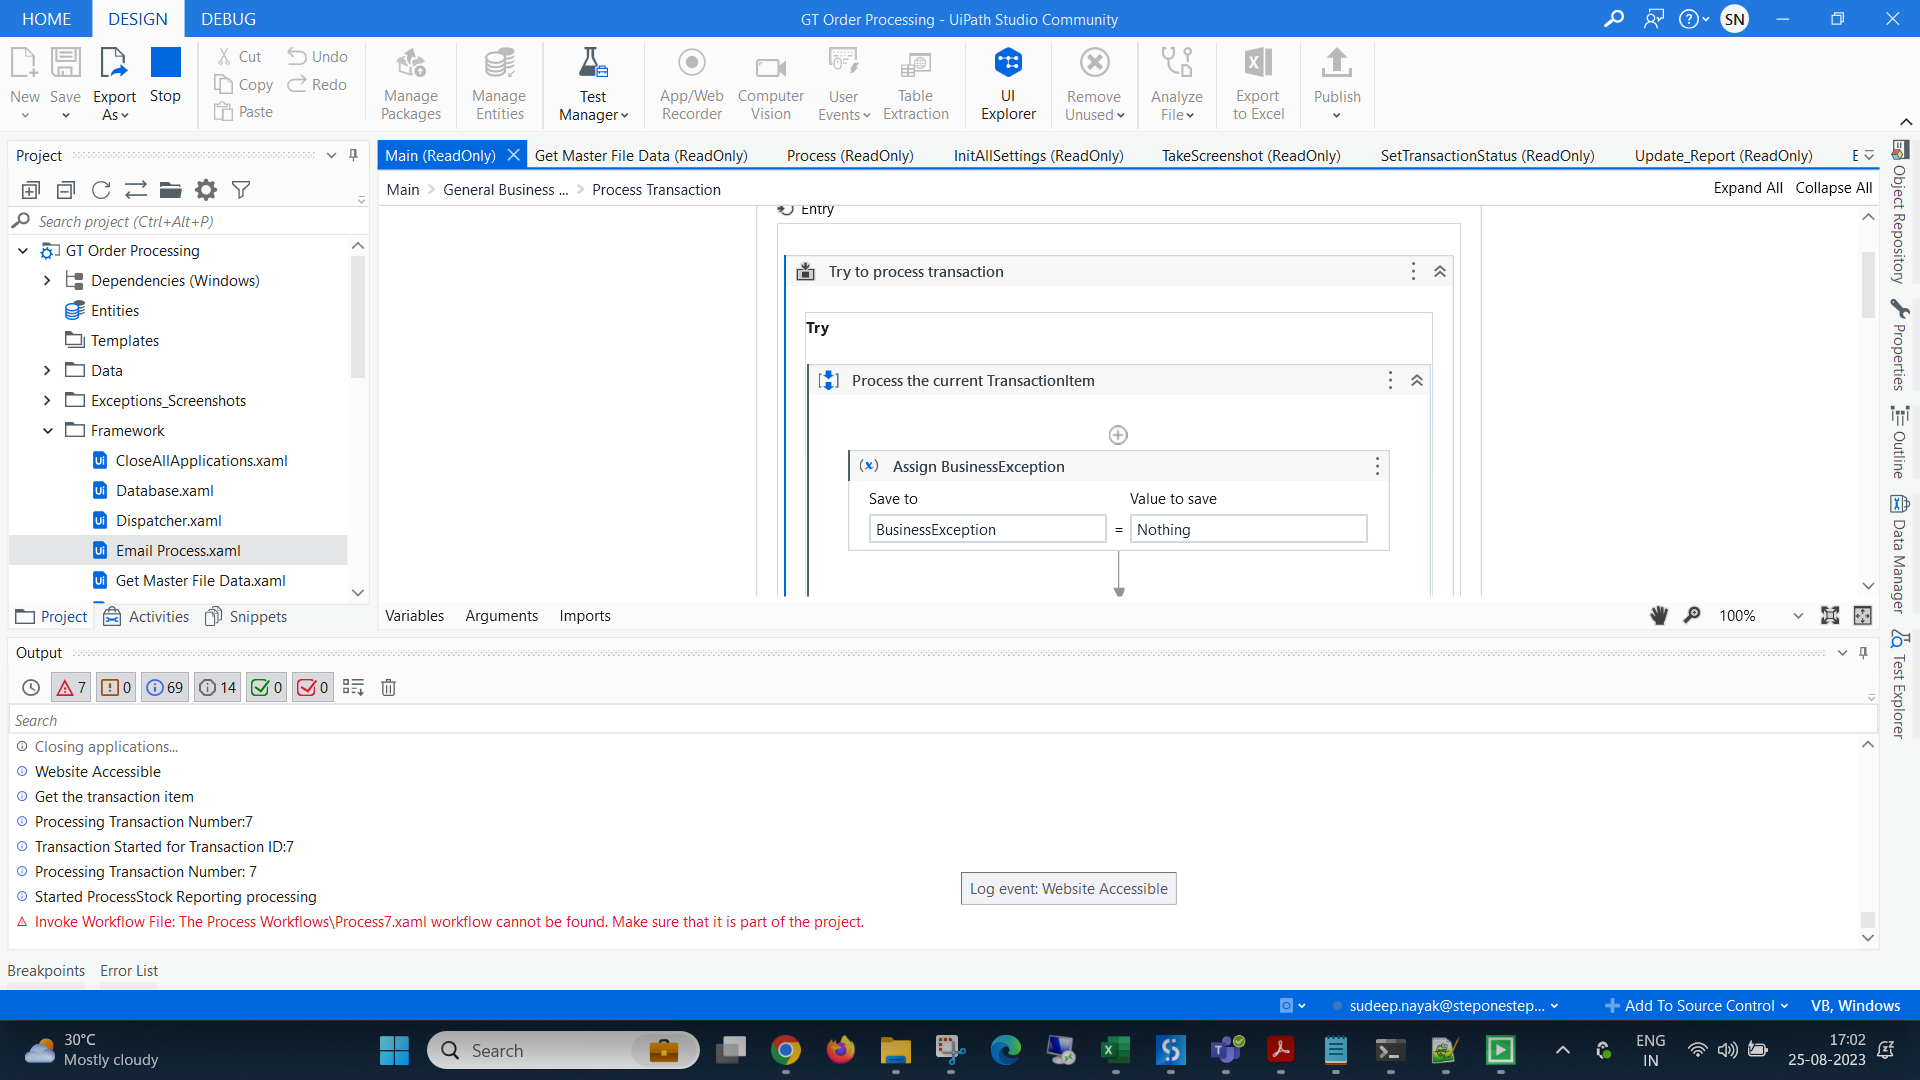 HOME DESIGN DEBUG GT Order Processing - UiPath Studio Community SN
New Save Export As Stop
Cut Copy Paste Undo Redo
Manage Packages
Manage Entities
Test Manager
App/Web Recorder
Computer Vision
User Events
Table Extraction
UI Explorer
Remove Unused
Analyze File
Export to Excel
Publish
Project
Search project (Ctrl+Alt+P)
GT Order Processing
Dependencies (Windows)
Entities
Templates
Data
Exceptions_Screenshots
Framework
CloseAllApplications.xaml
Database.xaml
Dispatcher.xaml
Email Process.xaml
Get Master File Data.xaml
Project Activities Snippets
Main (ReadOnly) Get Master File Data (ReadOnly) Process (ReadOnly) InitAllSettings (ReadOnly) TakeScreenshot (ReadOnly) SetTransactionStatus (ReadOnly) Update_Report (ReadOnly)
Main > General Business ... > Process Transaction Expand All Collapse All
Entry
Try to process transaction
Try
Process the current TransactionItem
(x) Assign BusinessException
Save to Value to save
BusinessException = Nothing
Variables Arguments Imports 100%
Object Repository
Properties
Outline
Data Manager
Test Explorer
Output
7 0 69 14 0 0
Search
Closing applications...
Website Accessible
Get the transaction item
Processing Transaction Number:7
Transaction Started for Transaction ID:7
Processing Transaction Number: 7
Started ProcessStock Reporting processing
Invoke Workflow File: The Process Workflows\Process7.xaml workflow cannot be found. Make sure that it is part of the project.
Log event: Website Accessible
Breakpoints Error List
sudeep.nayak@steponestep... Add To Source Control VB, Windows
30°C
Mostly cloudy
Search
ENG
IN
17:02
25-08-2023